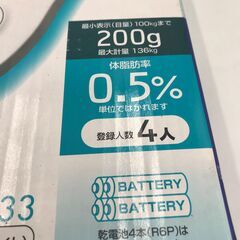 最小表示(目量)100kgまで
200g
最大計量 136kg
体脂肪率
0.5%
単位ではかれます
登録人数 4人
BATTERY
BATTERY
33
乾電池4本(R6P)は